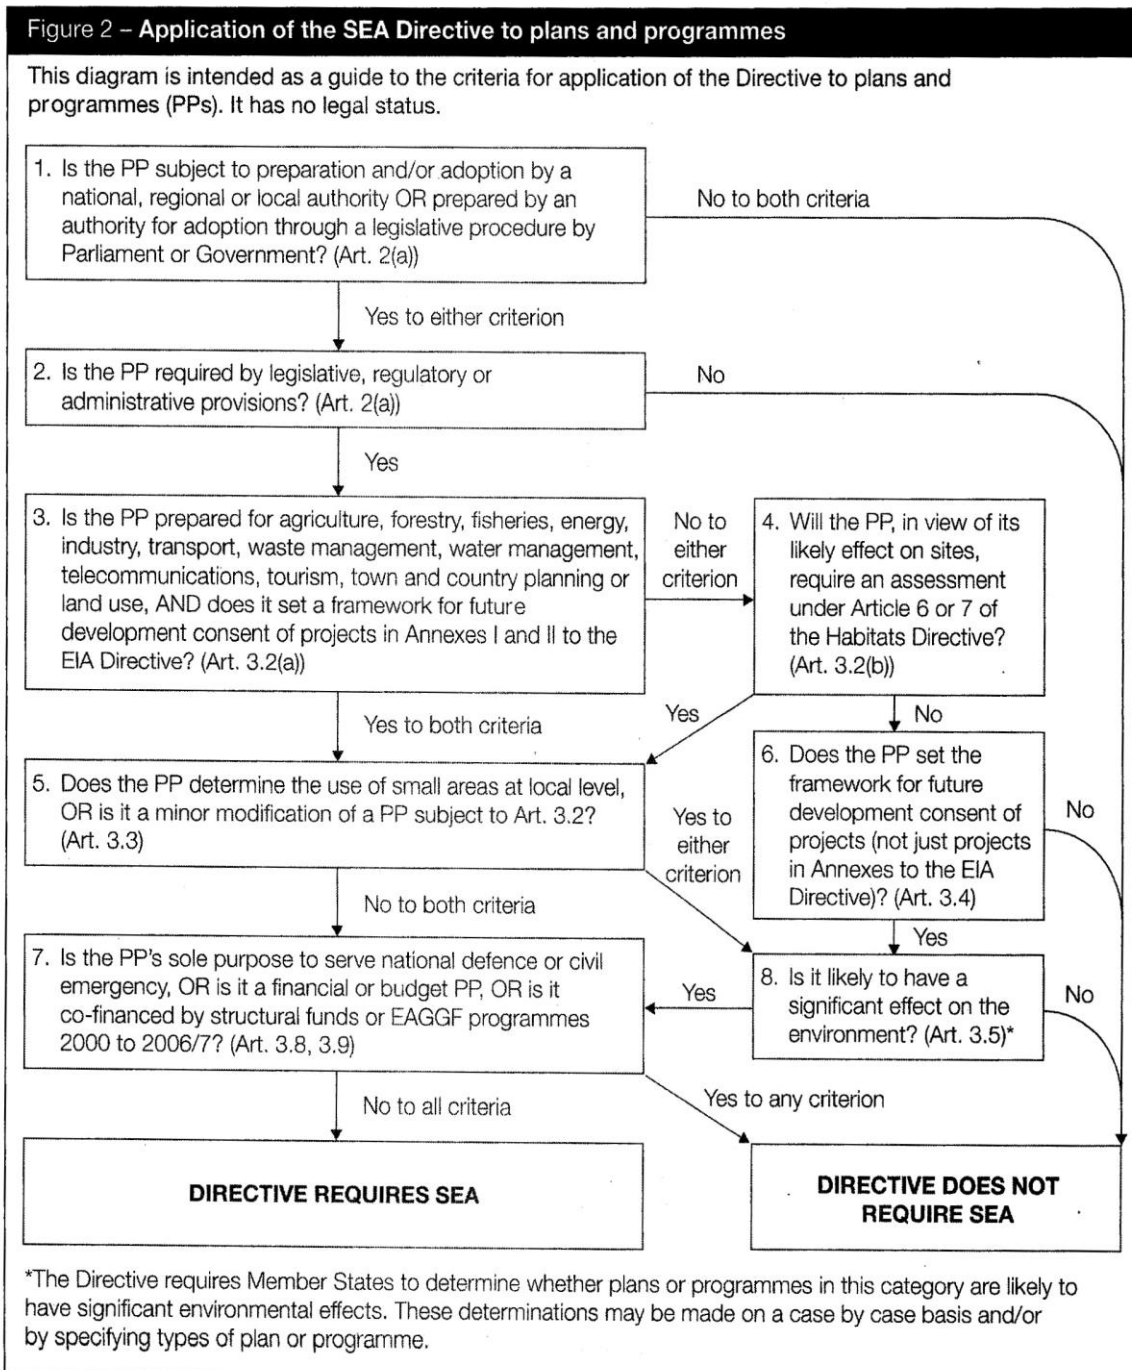 Figure 2 – Application of the SEA Directive to plans and programmes
This diagram is intended as a guide to the criteria for application of the Directive to plans and
programmes (PPs). It has no legal status.
1. Is the PP subject to preparation and/or adoption by a
national, regional or local authority OR prepared by an
authority for adoption through a legislative procedure by
Parliament or Government? (Art. 2(a))
No to both criteria
Yes to either criterion
2. Is the PP required by legislative, regulatory or
administrative provisions? (Art. 2(a))
No
Yes
3. Is the PP prepared for agriculture, forestry, fisheries, energy,
industry, transport, waste management, water management,
telecommunications, tourism, town and country planning or
land use, AND does it set a framework for future
development consent of projects in Annexes I and II to the
EIA Directive? (Art. 3.2(a))
No to
either
criterion
4. Will the PP, in view of its
likely effect on sites,
require an assessment
under Article 6 or 7 of
the Habitats Directive?
(Art. 3.2(b))
Yes to both criteria
Yes
No
5. Does the PP determine the use of small areas at local level,
OR is it a minor modification of a PP subject to Art. 3.2?
(Art. 3.3)
Yes to
either
criterion
6. Does the PP set the
framework for future
development consent of
projects (not just projects
in Annexes to the EIA
Directive)? (Art. 3.4)
No
No to both criteria
Yes
7. Is the PP's sole purpose to serve national defence or civil
emergency, OR is it a financial or budget PP, OR is it
co-financed by structural funds or EAGGF programmes
2000 to 2006/7? (Art. 3.8, 3.9)
Yes
8. Is it likely to have a
significant effect on the
environment? (Art. 3.5)*
No
No to all criteria
Yes to any criterion
DIRECTIVE REQUIRES SEA
DIRECTIVE DOES NOT
REQUIRE SEA
*The Directive requires Member States to determine whether plans or programmes in this category are likely to
have significant environmental effects. These determinations may be made on a case by case basis and/or
by specifying types of plan or programme.